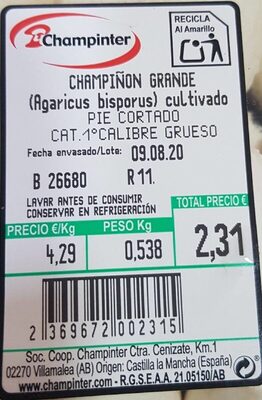 Champinter
RECICLA
Al Amarillo
CHAMPIÑON GRANDE
(Agaricus bisporus) cultivado
PIE CORTADO
CAT.1ºCALIBRE GRUESO
Fecha envasado/Lote: 09.08.20
B 26680 R11.
LAVAR ANTES DE CONSUMIR
CONSERVAR EN REFRIGERACIÓN
PRECIO €/Kg PESO Kg TOTAL PRECIO €
4,29 0,538 2,31
2 369672 002315
Soc. Coop. Champinter Ctra. Cenizate, Km.1
02270 Villamalea (AB) Origen: Castilla la Mancha (España)
www.champinter.com - R.G.S.E.A.A. 21.05150/AB